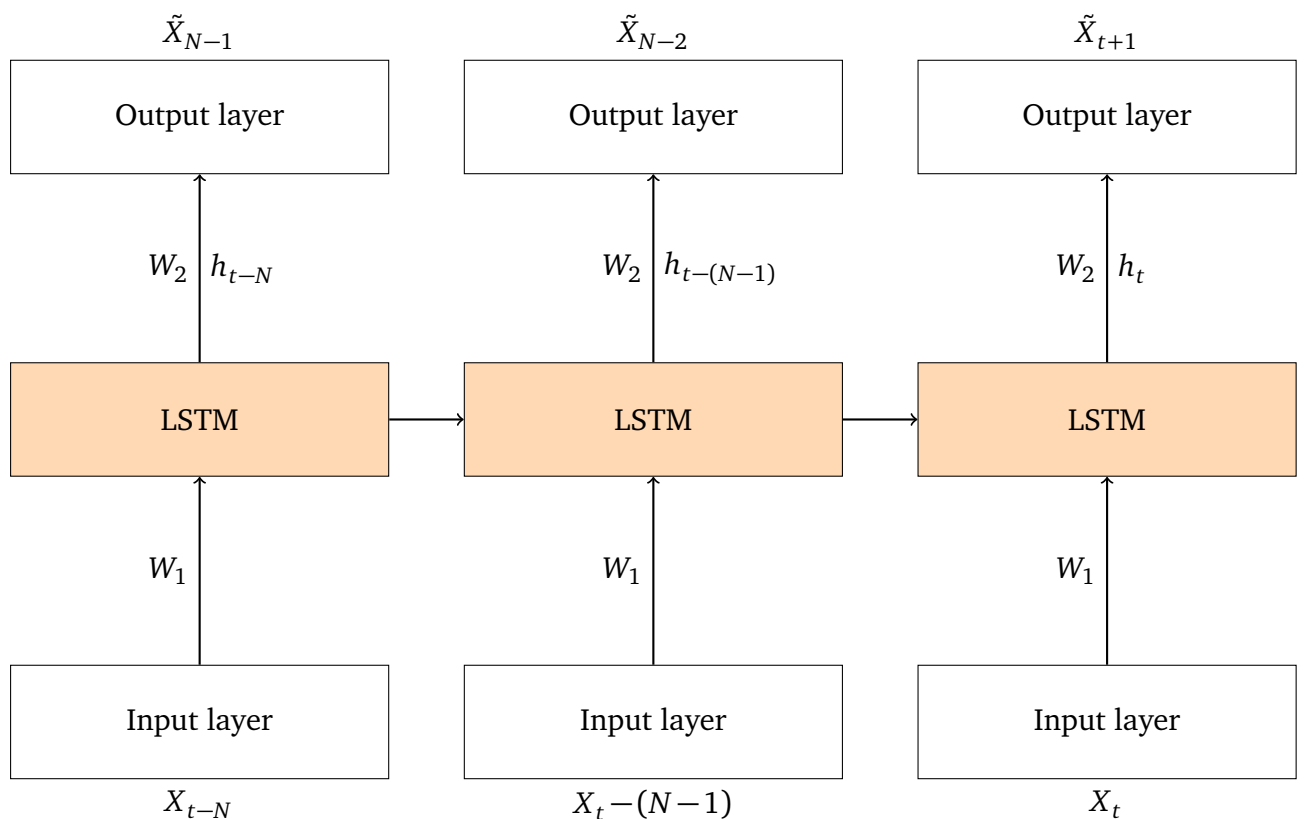 X̃_{N−1} X̃_{N−2} X̃_{t+1}
Output layer Output layer Output layer
W_2 h_{t−N} W_2 h_{t−(N−1)} W_2 h_t
LSTM LSTM LSTM
W_1 W_1 W_1
Input layer Input layer Input layer
X_{t−N} X_t−(N−1) X_t